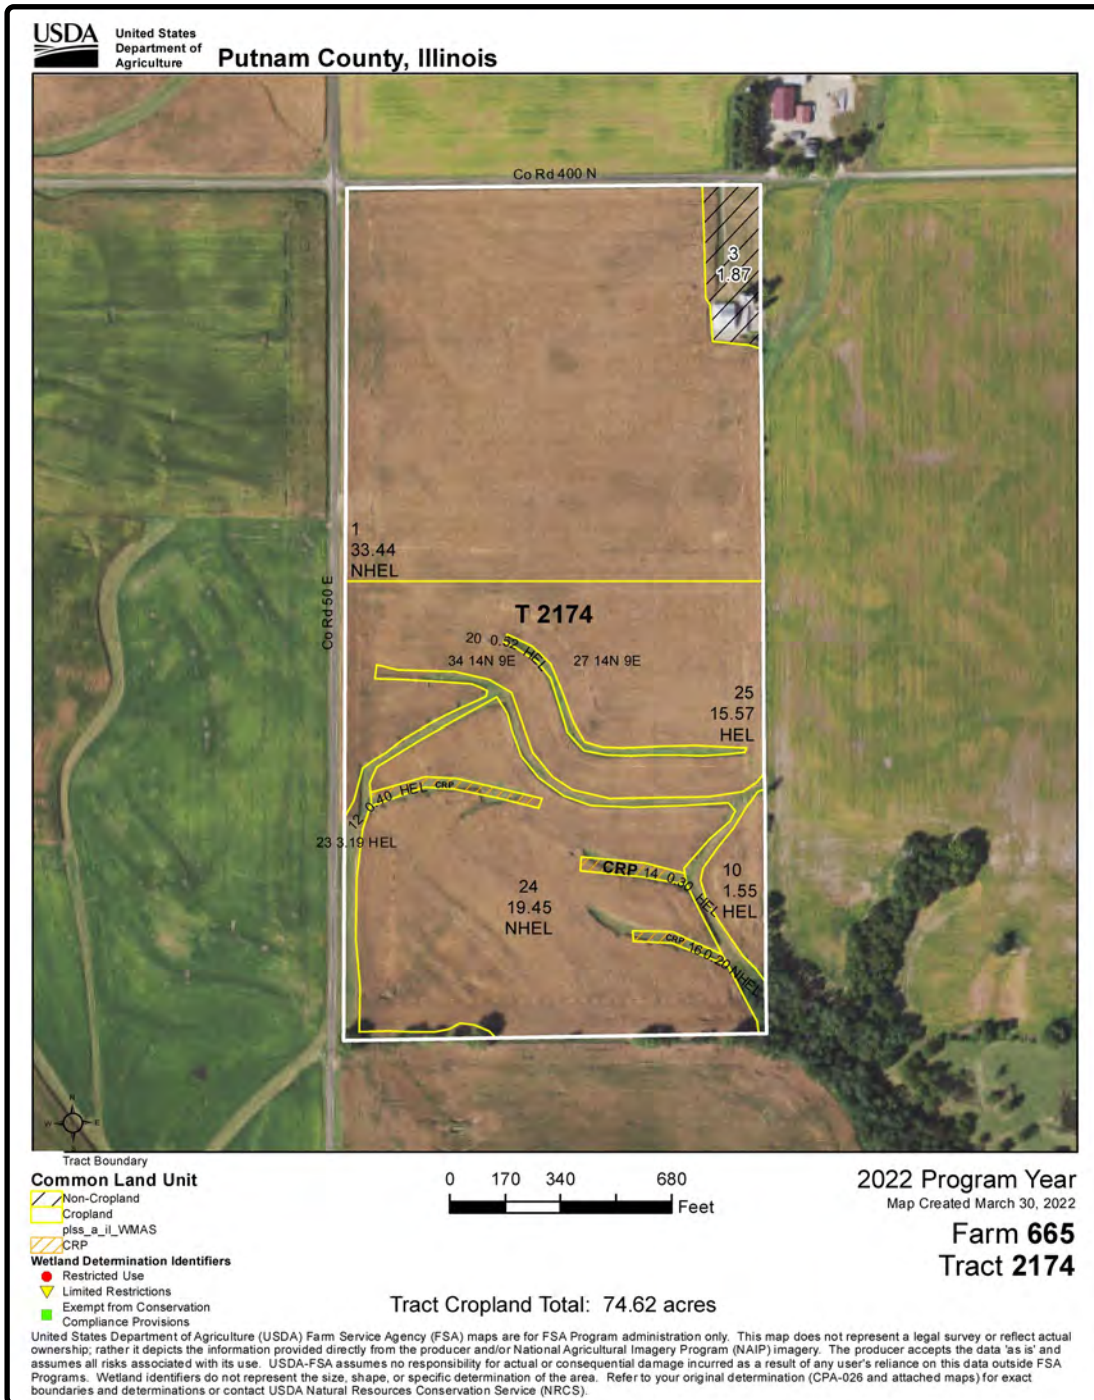 USDA
United States
Department of
Agriculture
Putnam County, Illinois
Co Rd 400 N
3
1.87
1
33.44
NHEL
Co Rd 50 E
T 2174
20 0.52 HEL
34 14N 9E
27 14N 9E
25
15.57
HEL
12 0.40 HEL
CRP
23 3.19 HEL
CRP 14 0.30 HEL
10
1.55
HEL
24
19.45
NHEL
CRP 16 0.20 NHEL
N
W
E
Tract Boundary
Common Land Unit
Non-Cropland
Cropland
plss_a_il_WMAS
CRP
Wetland Determination Identifiers
Restricted Use
Limited Restrictions
Exempt from Conservation
Compliance Provisions
0 170 340 680
Feet
2022 Program Year
Map Created March 30, 2022
Farm 665
Tract 2174
Tract Cropland Total: 74.62 acres
United States Department of Agriculture (USDA) Farm Service Agency (FSA) maps are for FSA Program administration only. This map does not represent a legal survey or reflect actual
ownership; rather it depicts the information provided directly from the producer and/or National Agricultural Imagery Program (NAIP) imagery. The producer accepts the data 'as is' and
assumes all risks associated with its use. USDA-FSA assumes no responsibility for actual or consequential damage incurred as a result of any user's reliance on this data outside FSA
Programs. Wetland identifiers do not represent the size, shape, or specific determination of the area. Refer to your original determination (CPA-026 and attached maps) for exact
boundaries and determinations or contact USDA Natural Resources Conservation Service (NRCS).